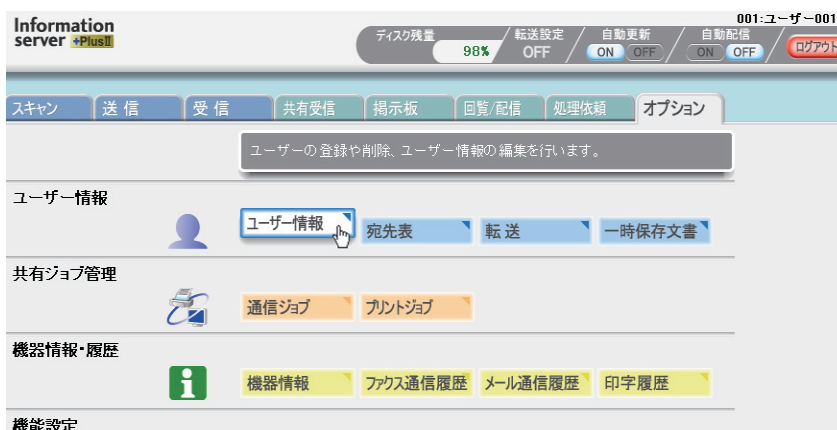 001:ユーザー001
Information
server +PlusⅡ
ディスク残量 98%
転送設定 OFF
自動更新 ON OFF
自動配信 ON OFF
ログアウト
スキャン 送信 受信 共有受信 掲示板 回覧/配信 処理依頼 オプション
ユーザーの登録や削除、ユーザー情報の編集を行います。
ユーザー情報
ユーザー情報 宛先表 転送 一時保存文書
共有ジョブ管理
通信ジョブ プリントジョブ
機器情報・履歴
機器情報 ファクス通信履歴 メール通信履歴 印字履歴
機能設定